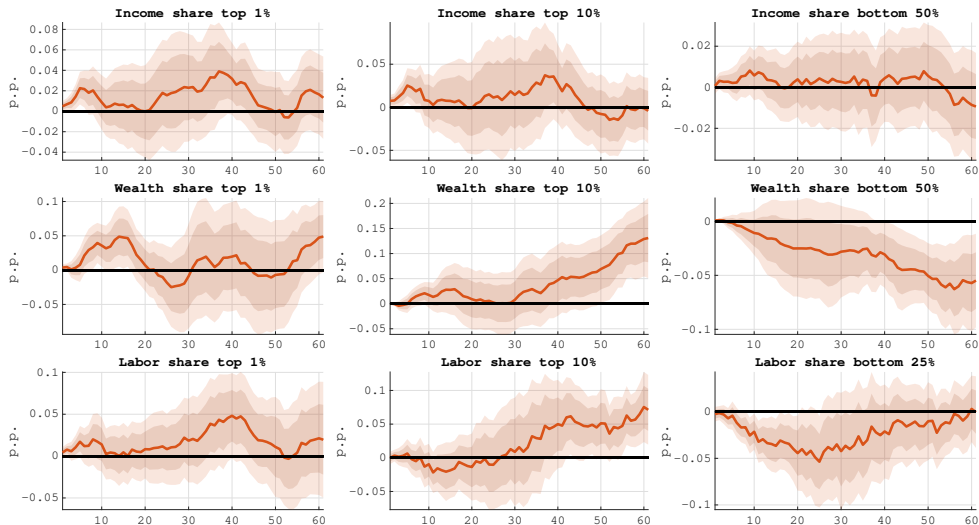 Income share top 1%
Income share top 10%
Income share bottom 50%
p.p.
0.08
0.06
0.04
0.02
0
-0.02
-0.04
10 20 30 40 50 60
0.05
0
-0.05
10 20 30 40 50 60
0.02
0
-0.02
10 20 30 40 50 60
Wealth share top 1%
Wealth share top 10%
Wealth share bottom 50%
p.p.
0.1
0.05
0
-0.05
10 20 30 40 50 60
0.2
0.15
0.1
0.05
0
-0.05
10 20 30 40 50 60
0
-0.05
-0.1
10 20 30 40 50 60
Labor share top 1%
Labor share top 10%
Labor share bottom 25%
p.p.
0.1
0.05
0
-0.05
10 20 30 40 50 60
0.1
0.05
0
-0.05
10 20 30 40 50 60
0
-0.05
-0.1
10 20 30 40 50 60